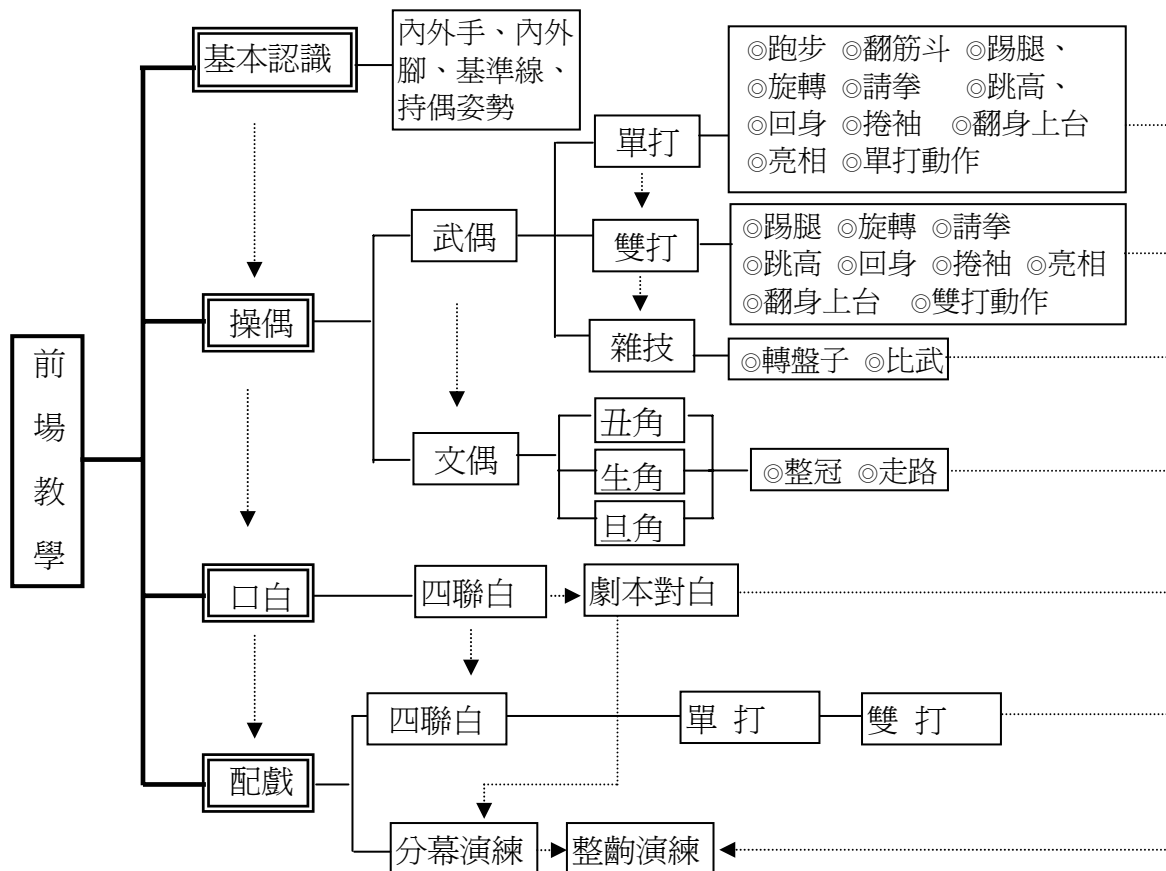 前場教學
基本認識
內外手、內外
腳、基準線、
持偶姿勢
操偶
武偶
單打
◎跑步 ◎翻筋斗 ◎踢腿、
◎旋轉 ◎請拳 ◎跳高、
◎回身 ◎捲袖 ◎翻身上台
◎亮相 ◎單打動作
雙打
◎踢腿 ◎旋轉 ◎請拳
◎跳高 ◎回身 ◎捲袖 ◎亮相
◎翻身上台 ◎雙打動作
雜技
◎轉盤子 ◎比武
文偶
丑角
生角
旦角
◎整冠 ◎走路
口白
四聯白
劇本對白
配戲
四聯白
單 打
雙 打
分幕演練
整齣演練